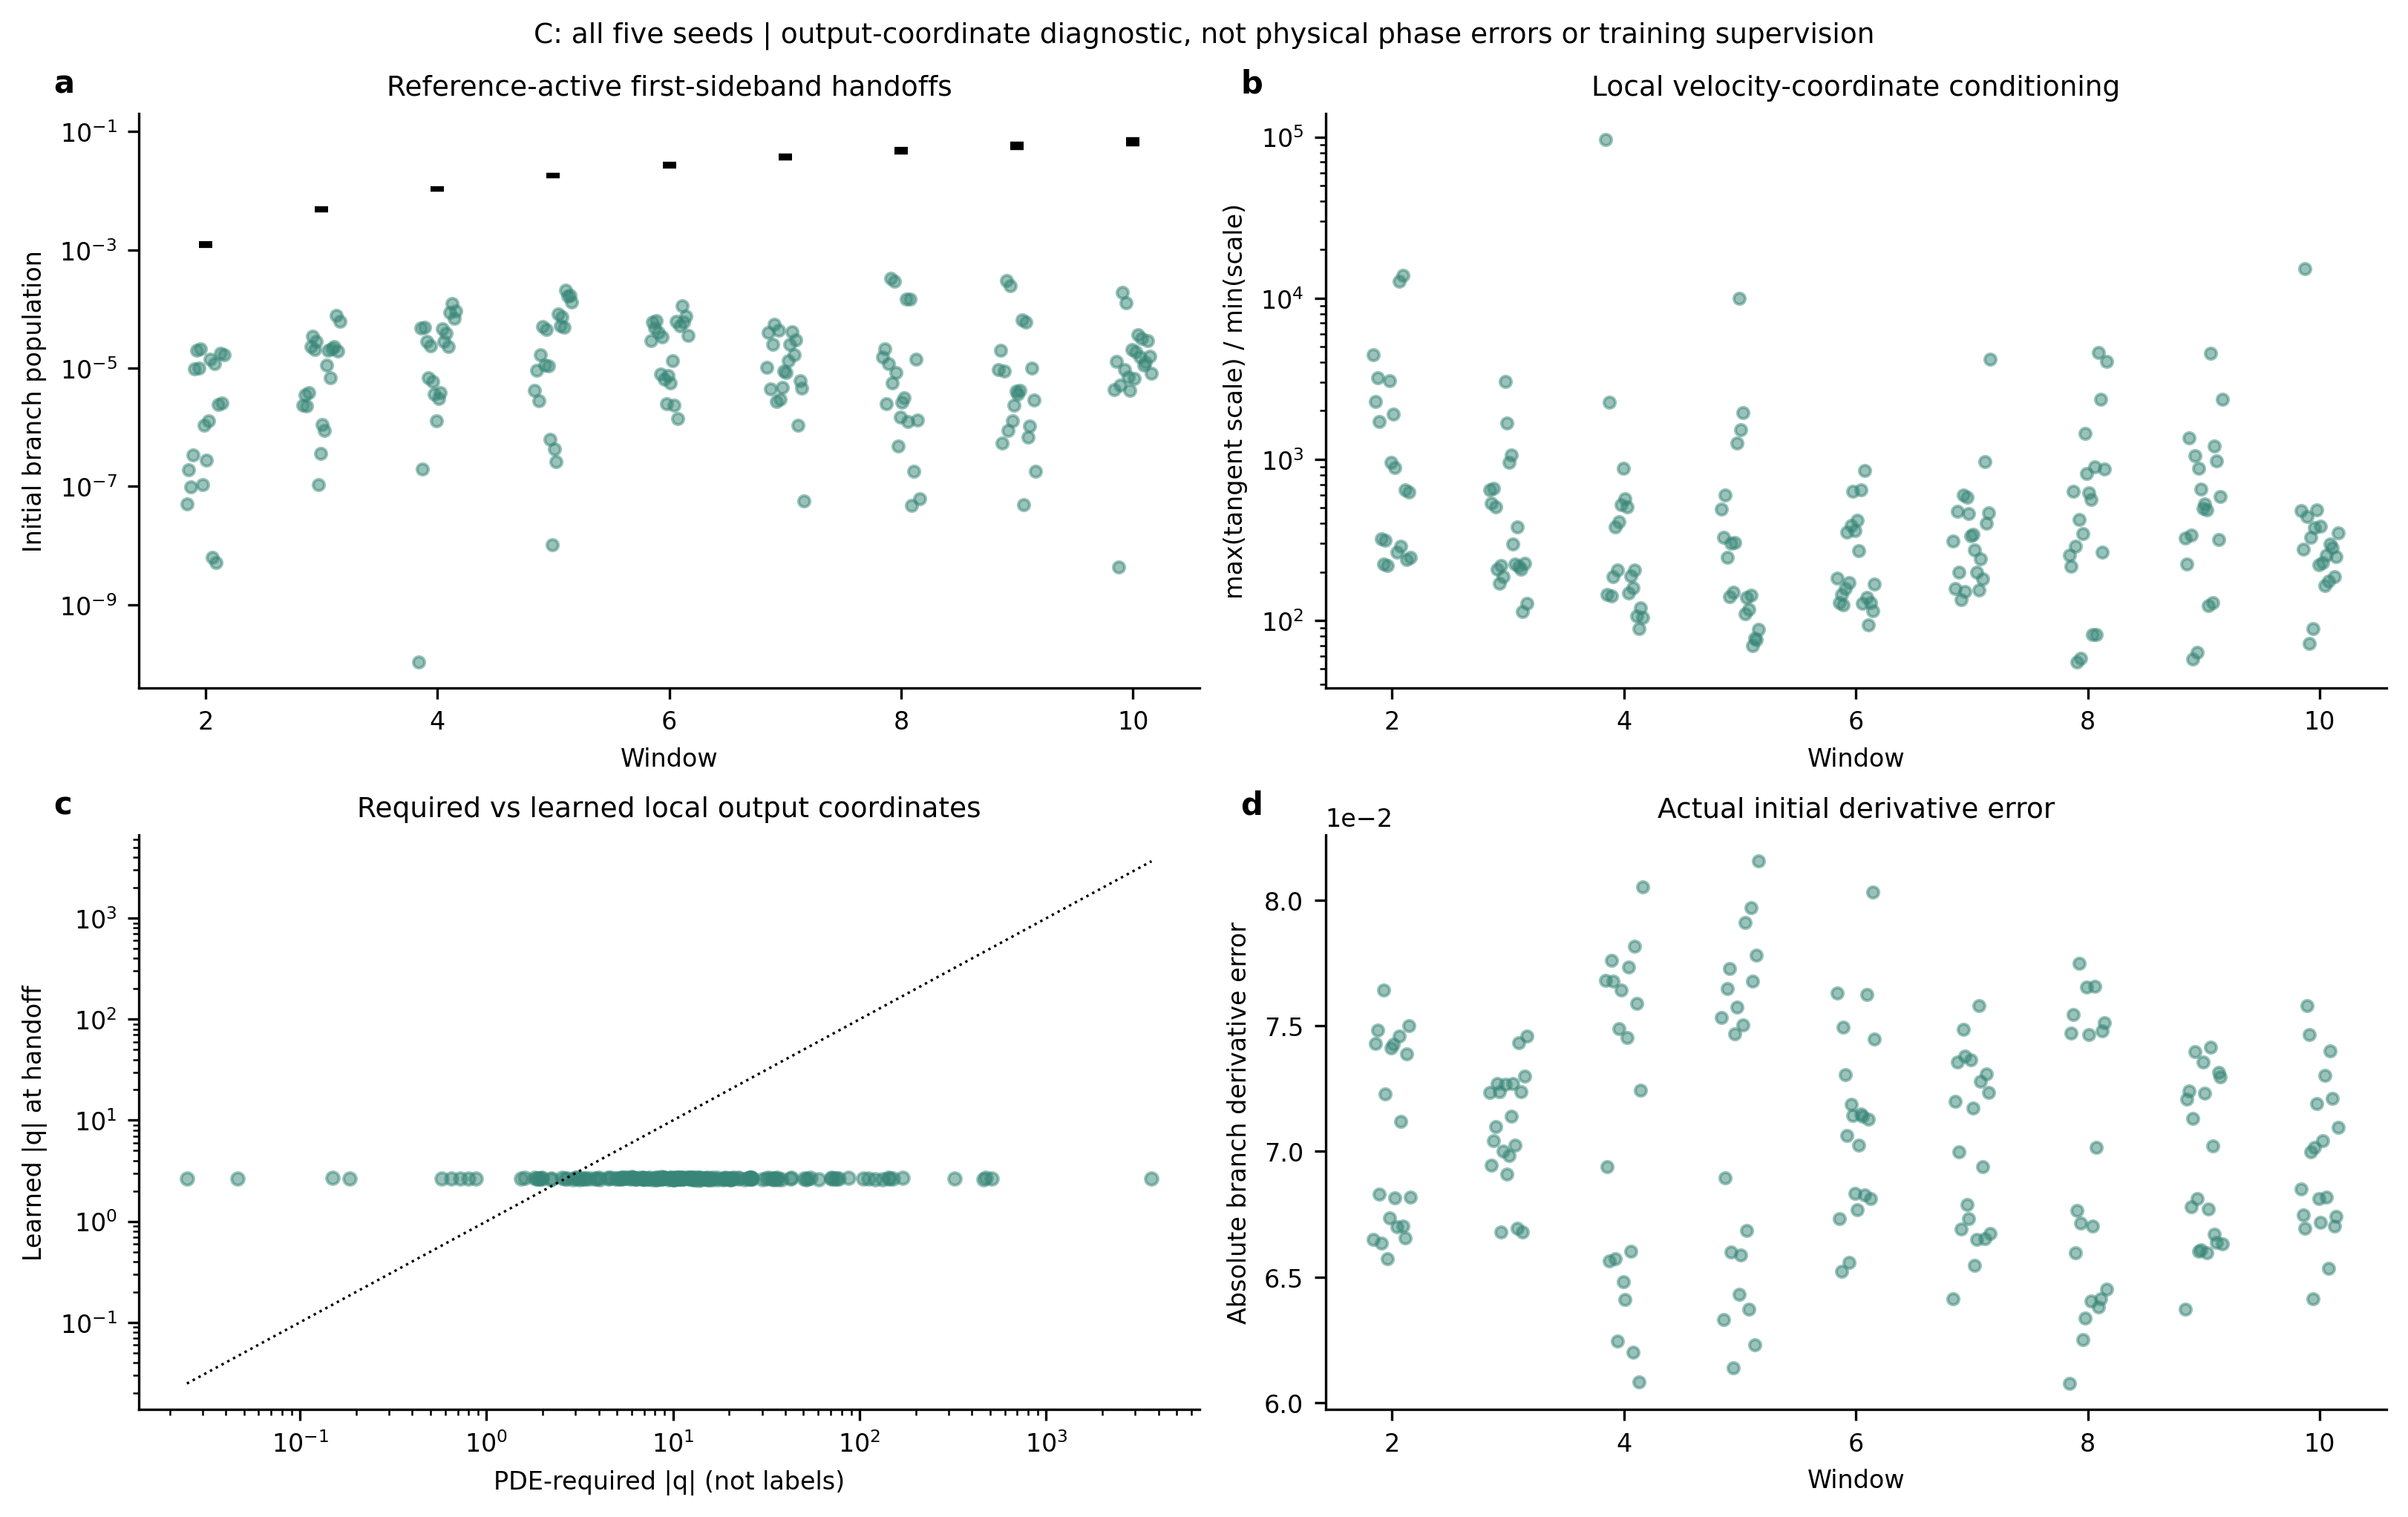 C: all five seeds | output-coordinate diagnostic, not physical phase errors or training supervision
a
Reference-active first-sideband handoffs
Initial branch population
10⁻¹
10⁻³
10⁻⁵
10⁻⁷
10⁻⁹
2
4
6
8
10
Window
b
Local velocity-coordinate conditioning
max(tangent scale) / min(scale)
10⁵
10⁴
10³
10²
2
4
6
8
10
Window
c
Required vs learned local output coordinates
Learned |q| at handoff
10³
10²
10¹
10⁰
10⁻¹
10⁻¹
10⁰
10¹
10²
10³
PDE-required |q| (not labels)
d
Actual initial derivative error
1e−2
Absolute branch derivative error
8.0
7.5
7.0
6.5
6.0
2
4
6
8
10
Window